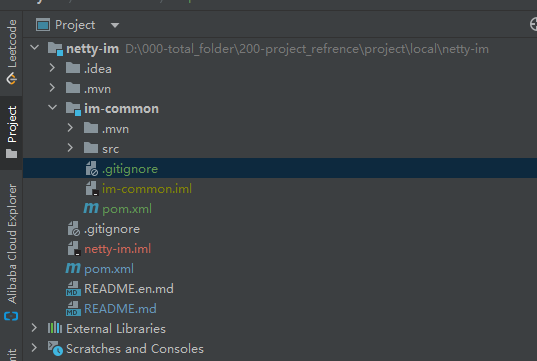 Project
netty-im D:\000-total_folder\200-pom_refrence\project\local\netty-im
.idea
.mvn
im-common
.mvn
src
.gitignore
im-common.iml
pom.xml
.gitignore
netty-im.iml
pom.xml
README.en.md
README.md
External Libraries
Scratches and Consoles
Leetcode
Project
Alibaba Cloud Explorer